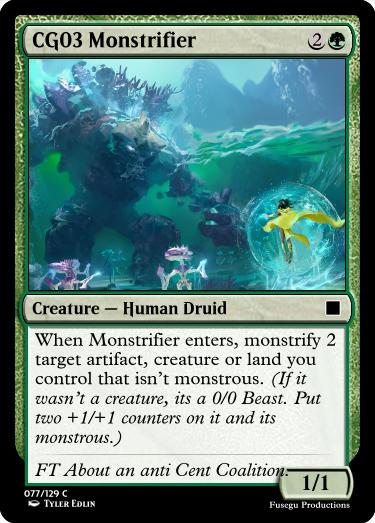 CG03 Monstrifier 2
Creature — Human Druid
When Monstrifier enters, monstrify 2
target artifact, creature or land you
control that isn't monstrous. (If it
wasn't a creature, its a 0/0 Beast. Put
two +1/+1 counters on it and its
monstrous.)
FT About an anti Cent Coalition.
1/1
077/129 C
Tyler Edlin
Fusegu Productions